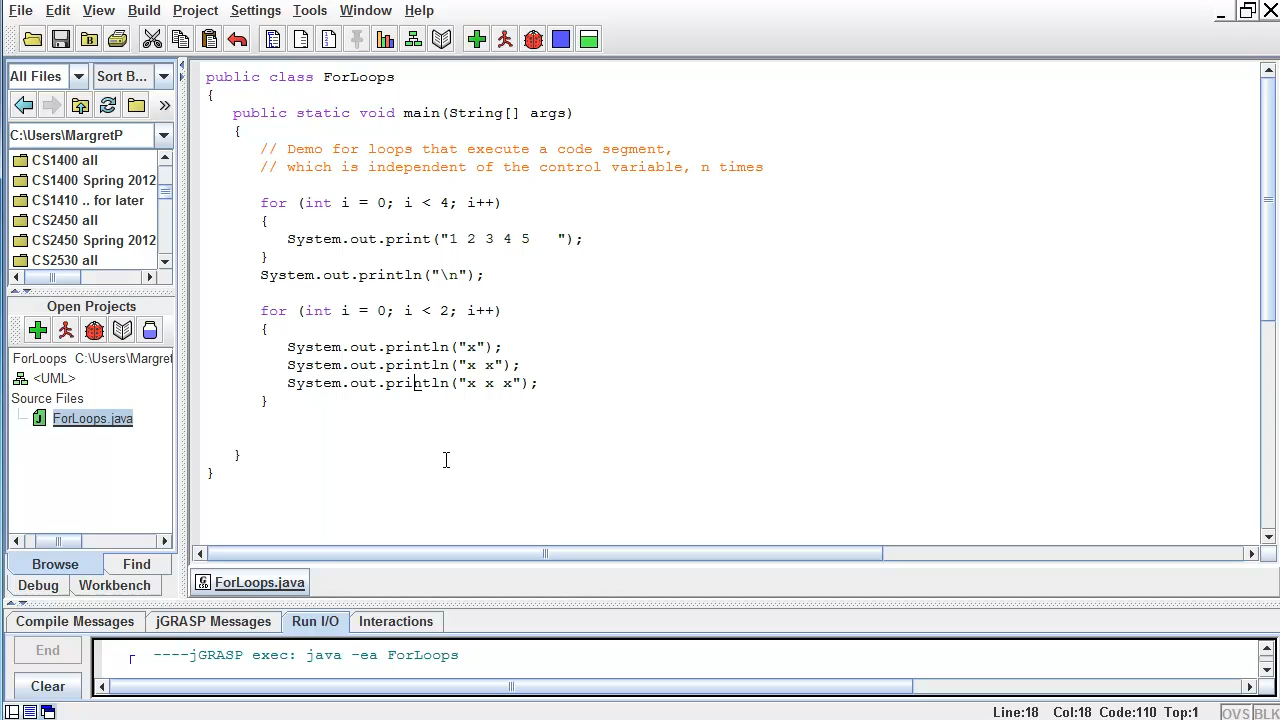 File Edit View Build Project Settings Tools Window Help
All Files Sort B...
C:\Users\MargretP
CS1400 all
CS1400 Spring 2012
CS1410 .. for later
CS2450 all
CS2450 Spring 2012
CS2530 all
Open Projects
ForLoops C:\Users\Margret
<UML>
Source Files
ForLoops.java
Browse Find
Debug Workbench
public class ForLoops
{
public static void main(String[] args)
{
// Demo for loops that execute a code segment,
// which is independent of the control variable, n times
for (int i = 0; i < 4; i++)
{
System.out.print("1 2 3 4 5   ");
}
System.out.println("\n");
for (int i = 0; i < 2; i++)
{
System.out.println("x");
System.out.println("x x");
System.out.println("x x x");
}
}
}
ForLoops.java
Compile Messages jGRASP Messages Run I/O Interactions
End
Clear
----jGRASP exec: java -ea ForLoops
Line:18 Col:18 Code:110 Top:1 OVS BLK